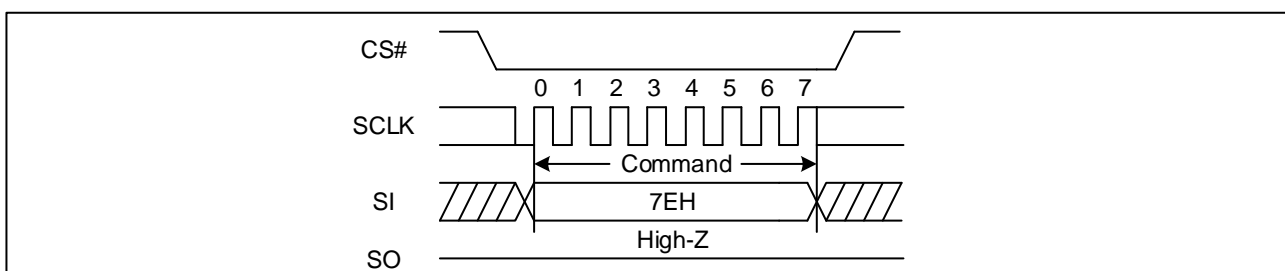 CS#
0 1 2 3 4 5 6 7
SCLK
Command
SI 7EH
High-Z
SO